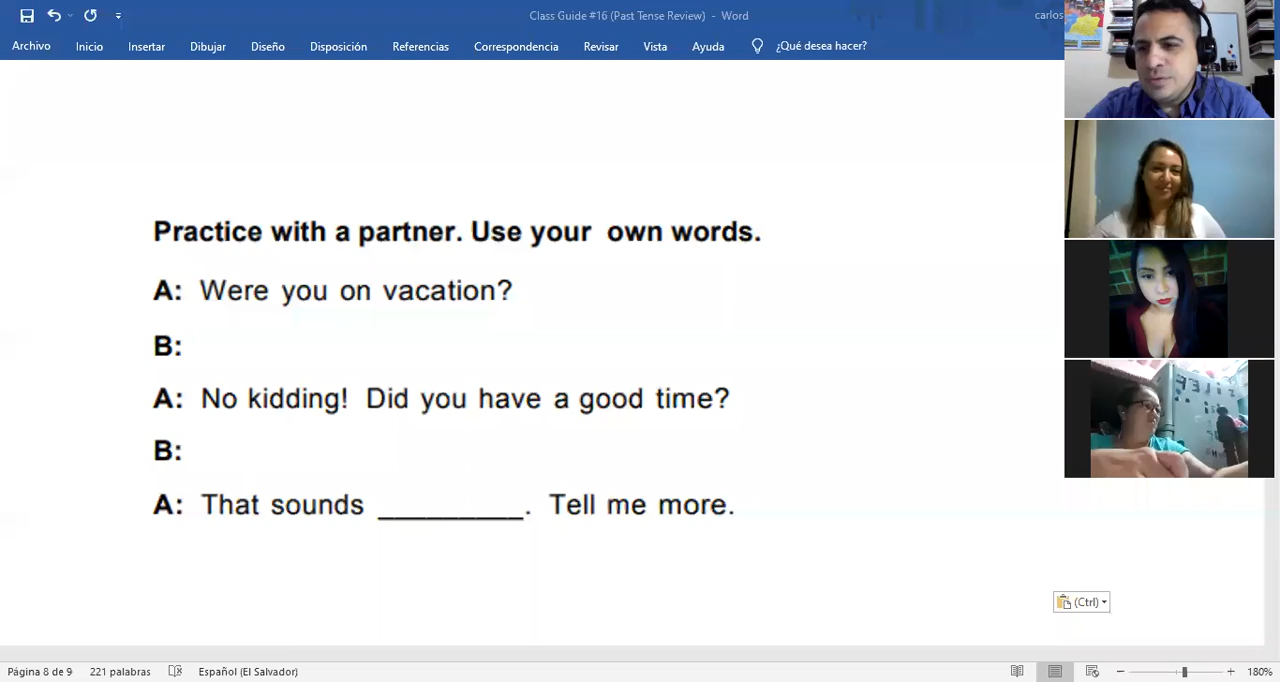 Class Guide #16 (Past Tense Review) - Word
carlos
Archivo Inicio Insertar Dibujar Diseño Disposición Referencias Correspondencia Revisar Vista Ayuda ¿Qué desea hacer?
Practice with a partner. Use your own words.
A: Were you on vacation?
B:
A: No kidding! Did you have a good time?
B:
A: That sounds _________. Tell me more.
(Ctrl)
Página 8 de 9 221 palabras Español (El Salvador) 180%